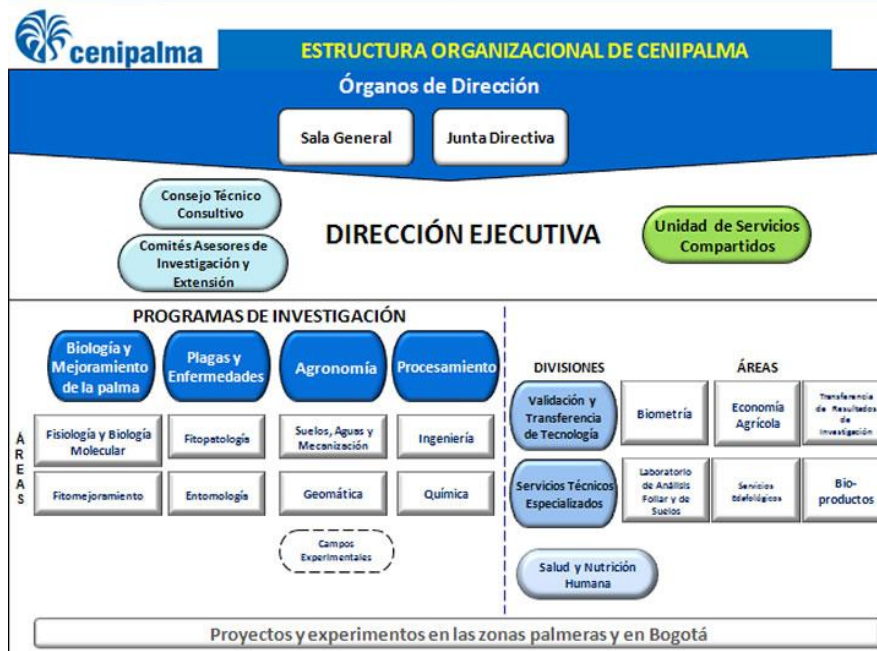 cenipalma
ESTRUCTURA ORGANIZACIONAL DE CENIPALMA
Órganos de Dirección
Sala General
Junta Directiva
Consejo Técnico
Consultivo
Comités Asesores de
Investigación y
Extensión
DIRECCIÓN EJECUTIVA
Unidad de Servicios
Compartidos
PROGRAMAS DE INVESTIGACIÓN
Biología y
Mejoramiento
de la palma
Plagas y
Enfermedades
Agronomía
Procesamiento
ÁREAS
Fisiología y Biología
Molecular
Fitopatología
Suelos, Aguas y
Mecanización
Ingeniería
Fitomejoramiento
Entomología
Geomática
Química
Campos
Experimentales
DIVISIONES
ÁREAS
Validación y
Transferencia
de Tecnología
Biometría
Economía
Agrícola
Transferencia
de Resultados
de
Investigación
Servicios Técnicos
Especializados
Laboratorio
de Análisis
Foliar y de
Suelos
Servicios
Edafológicos
Bio-
productos
Salud y Nutrición
Humana
Proyectos y experimentos en las zonas palmeras y en Bogotá